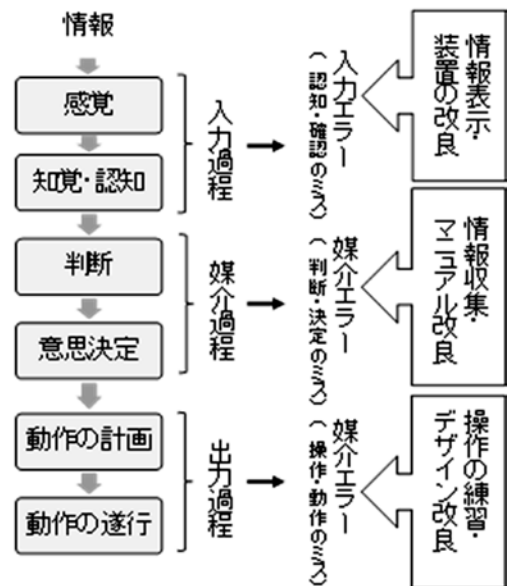 情報
感覚
知覚・認知
判断
意思決定
動作の計画
動作の遂行
入力過程
媒介過程
出力過程
入力エラー
(認知・確認のミス)
媒介エラー
(判断・決定のミス)
媒介エラー
(操作・動作のミス)
情報表示・
装置の改良
情報収集・
マニュアル改良
操作の練習・
デザイン改良